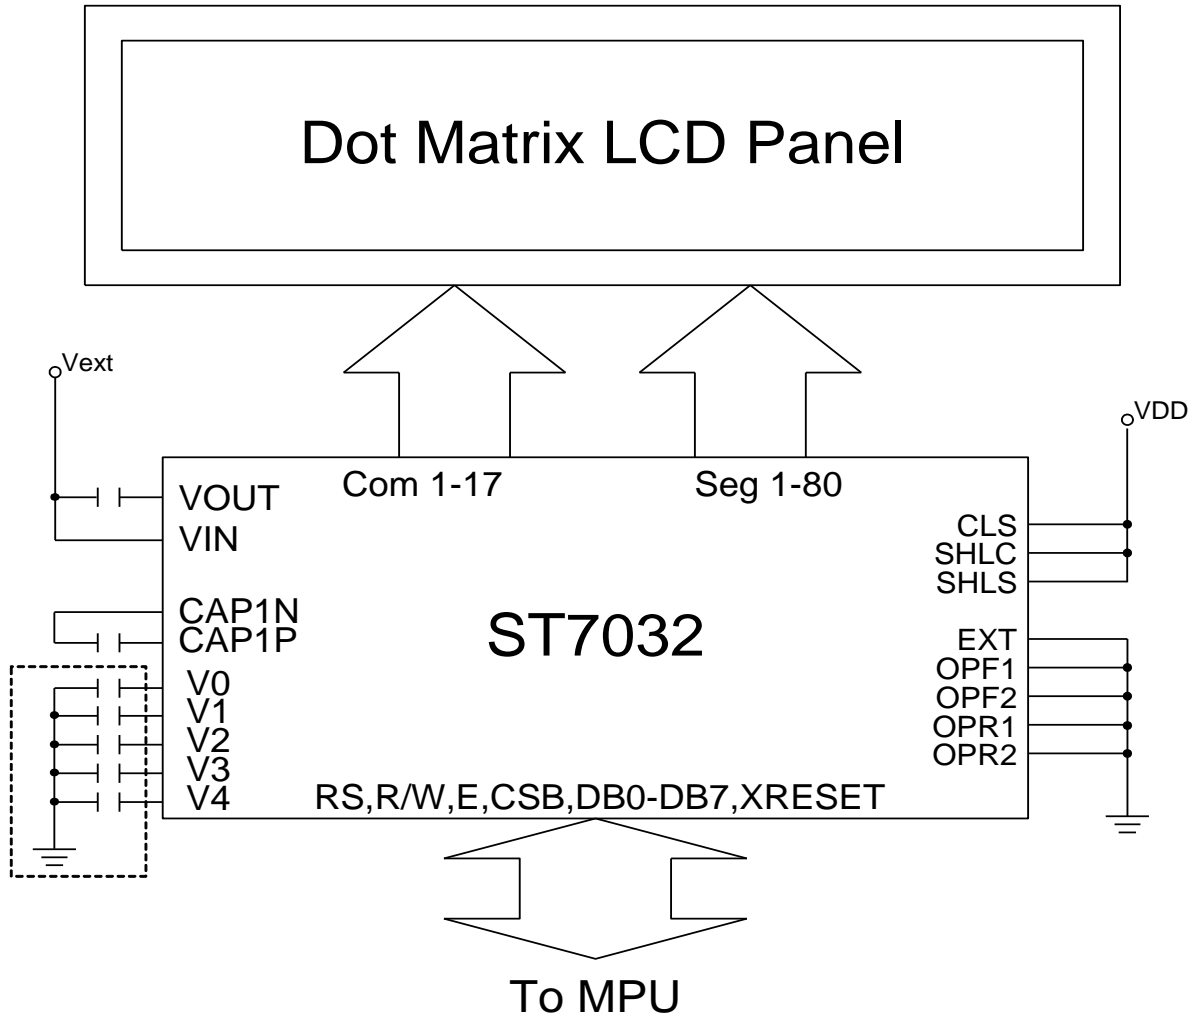 Dot Matrix LCD Panel
Vext
VDD
Com 1-17
Seg 1-80
VOUT
VIN
CAP1N
CAP1P
V0
V1
V2
V3
V4
ST7032
CLS
SHLC
SHLS
EXT
OPF1
OPF2
OPR1
OPR2
RS,R/W,E,CSB,DB0-DB7,XRESET
To MPU